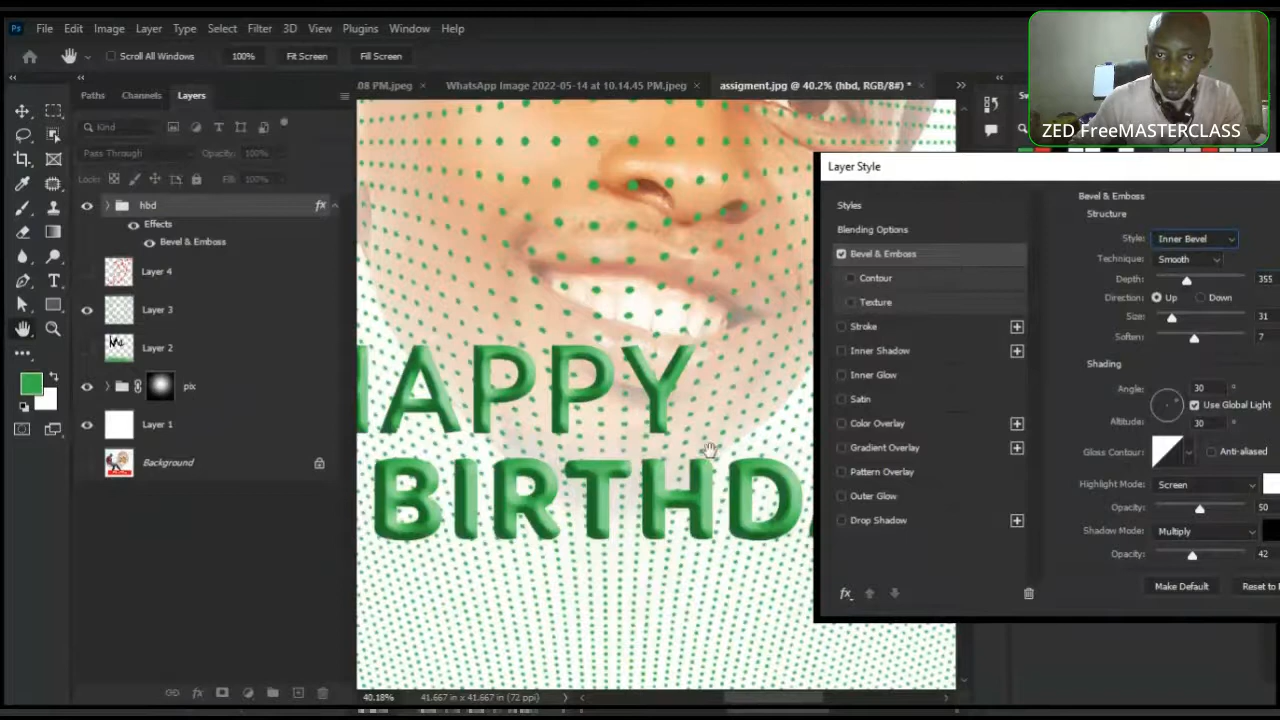 Ps File Edit Image Layer Type Select Filter 3D View Plugins Window Help
Scroll All Windows 100% Fit Screen Fill Screen
ZED FreeMASTERCLASS
Paths Channels Layers
08 PM.jpeg × WhatsApp Image 2022-05-14 at 10.14.45 PM.jpeg × assigment.jpg @ 40.2% (hbd, RGB/8#) * ×
Kind
Pass Through Opacity: 100%
Lock: Fill: 100%
hbd fx
Effects
Bevel & Emboss
Layer 4
Layer 3
Layer 2
pix
Layer 1
Background
HAPPY
BIRTHDA
40.18% 41.667 in x 41.667 in (72 ppi)
Layer Style
Styles
Blending Options
Bevel & Emboss
Contour
Texture
Stroke
Inner Shadow
Inner Glow
Satin
Color Overlay
Gradient Overlay
Pattern Overlay
Outer Glow
Drop Shadow
fx
Bevel & Emboss
Structure
Style: Inner Bevel
Technique: Smooth
Depth: 355
Direction: Up Down
Size: 31
Soften: 7
Shading
Angle: 30 °
Use Global Light
Altitude: 30 °
Gloss Contour: Anti-aliased
Highlight Mode: Screen
Opacity: 50
Shadow Mode: Multiply
Opacity: 42
Make Default Reset to